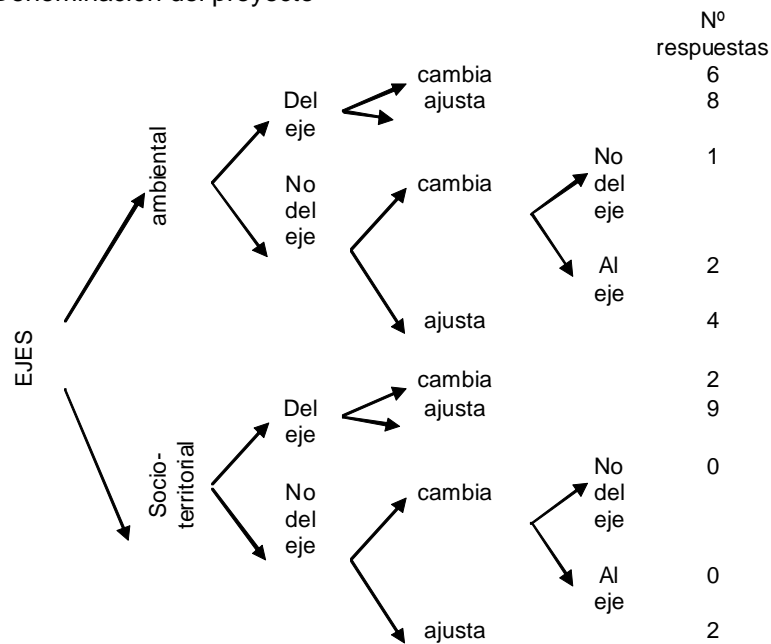 Denominación del proyecto
Nº
respuestas
cambia 6
Del ajusta 8
eje
ambiental
No 1
No cambia del
del eje
eje
Al 2
eje
ajusta 4
EJES
cambia 2
Del ajusta 9
eje
Socio-
territorial
No 0
No cambia del
del eje
eje
Al 0
eje
ajusta 2